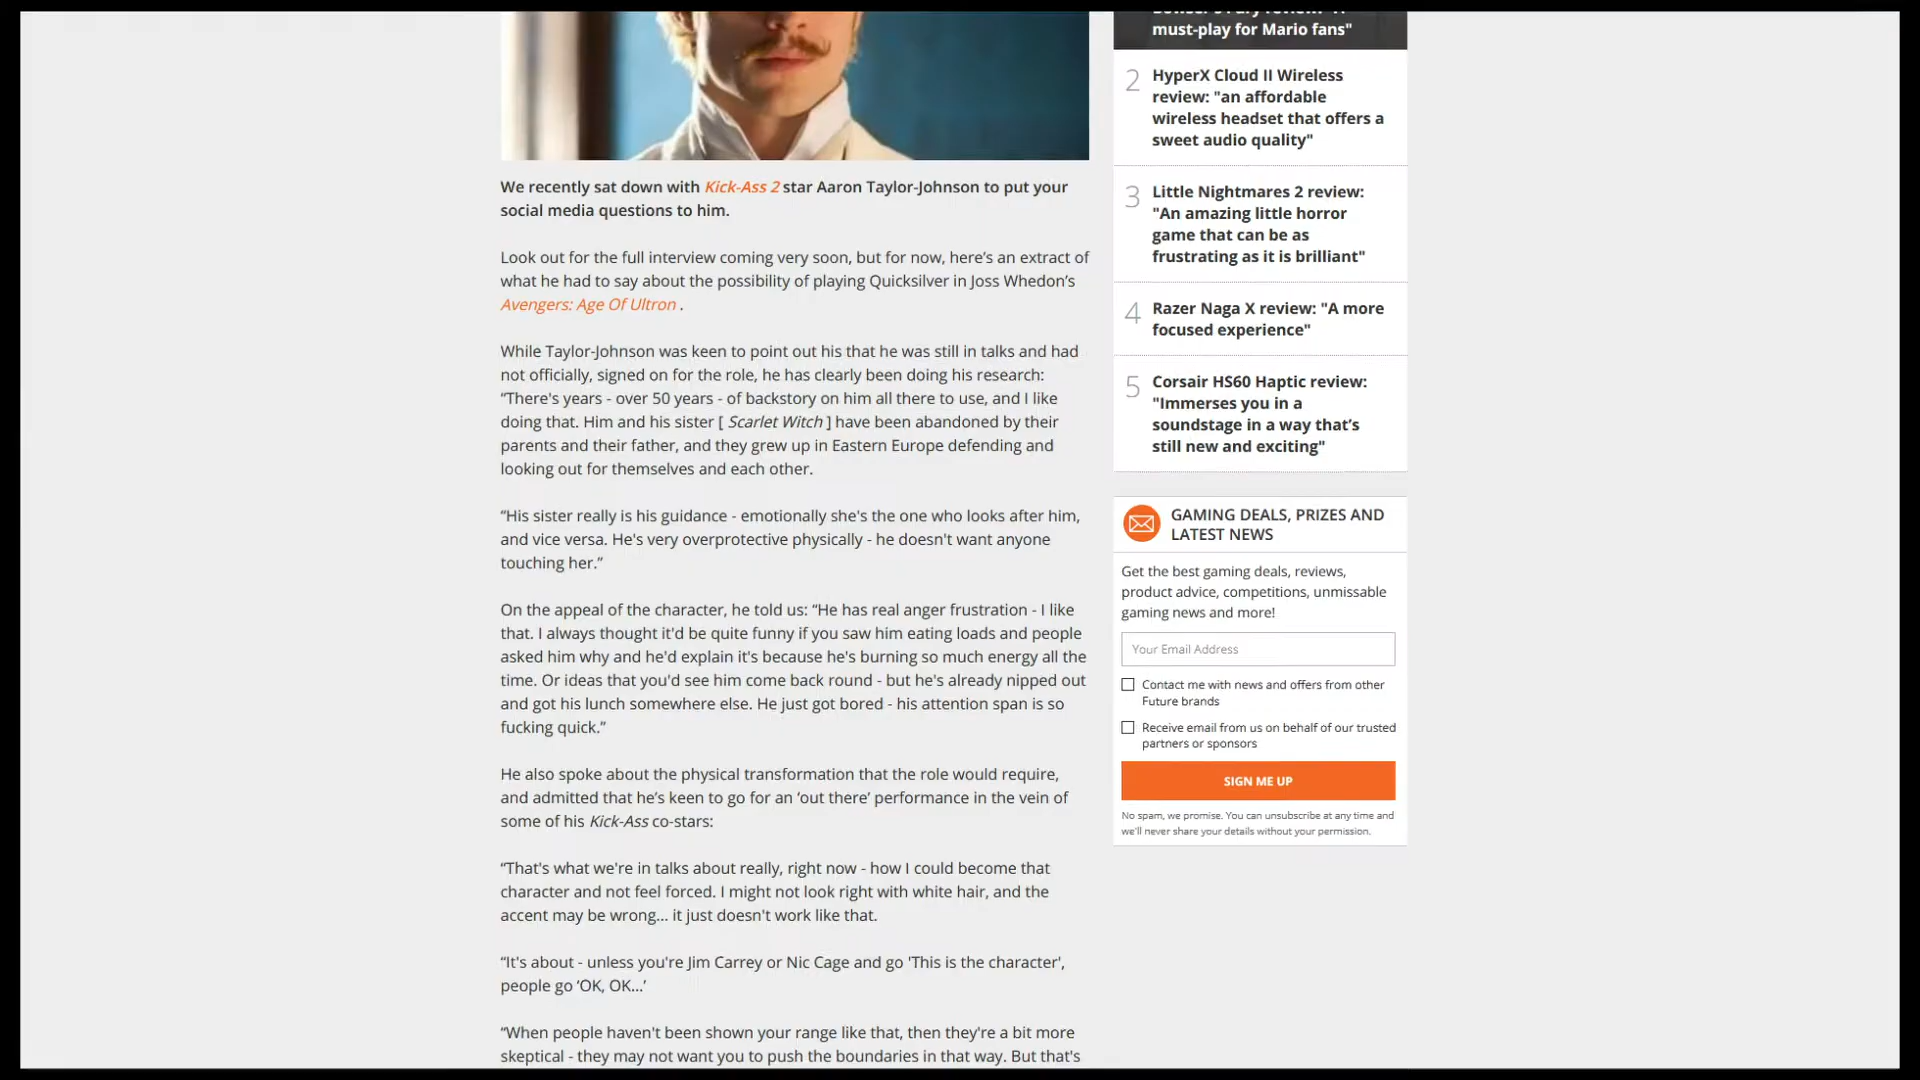 We recently sat down with Kick-Ass 2 star Aaron Taylor-Johnson to put your
social media questions to him.
Look out for the full interview coming very soon, but for now, here’s an extract of
what he had to say about the possibility of playing Quicksilver in Joss Whedon’s
Avengers: Age Of Ultron .
While Taylor-Johnson was keen to point out his that he was still in talks and had
not officially, signed on for the role, he has clearly been doing his research:
“There's years - over 50 years - of backstory on him all there to use, and I like
doing that. Him and his sister [ Scarlet Witch ] have been abandoned by their
parents and their father, and they grew up in Eastern Europe defending and
looking out for themselves and each other.
“His sister really is his guidance - emotionally she's the one who looks after him,
and vice versa. He's very overprotective physically - he doesn't want anyone
touching her.”
On the appeal of the character, he told us: “He has real anger frustration - I like
that. I always thought it'd be quite funny if you saw him eating loads and people
asked him why and he'd explain it's because he's burning so much energy all the
time. Or ideas that you'd see him come back round - but he's already nipped out
and got his lunch somewhere else. He just got bored - his attention span is so
fucking quick.”
He also spoke about the physical transformation that the role would require,
and admitted that he’s keen to go for an ‘out there’ performance in the vein of
some of his Kick-Ass co-stars:
“That's what we're in talks about really, right now - how I could become that
character and not feel forced. I might not look right with white hair, and the
accent may be wrong... it just doesn't work like that.
“It's about - unless you're Jim Carrey or Nic Cage and go 'This is the character',
people go ‘OK, OK...’
“When people haven't been shown your range like that, then they're a bit more
skeptical - they may not want you to push the boundaries in that way. But that's
must-play for Mario fans"
2 HyperX Cloud II Wireless
review: "an affordable
wireless headset that offers a
sweet audio quality"
3 Little Nightmares 2 review:
"An amazing little horror
game that can be as
frustrating as it is brilliant"
4 Razer Naga X review: "A more
focused experience"
5 Corsair HS60 Haptic review:
"Immerses you in a
soundstage in a way that’s
still new and exciting"
GAMING DEALS, PRIZES AND
LATEST NEWS
Get the best gaming deals, reviews,
product advice, competitions, unmissable
gaming news and more!
Your Email Address
Contact me with news and offers from other
Future brands
Receive email from us on behalf of our trusted
partners or sponsors
SIGN ME UP
No spam, we promise. You can unsubscribe at any time and
we'll never share your details without your permission.